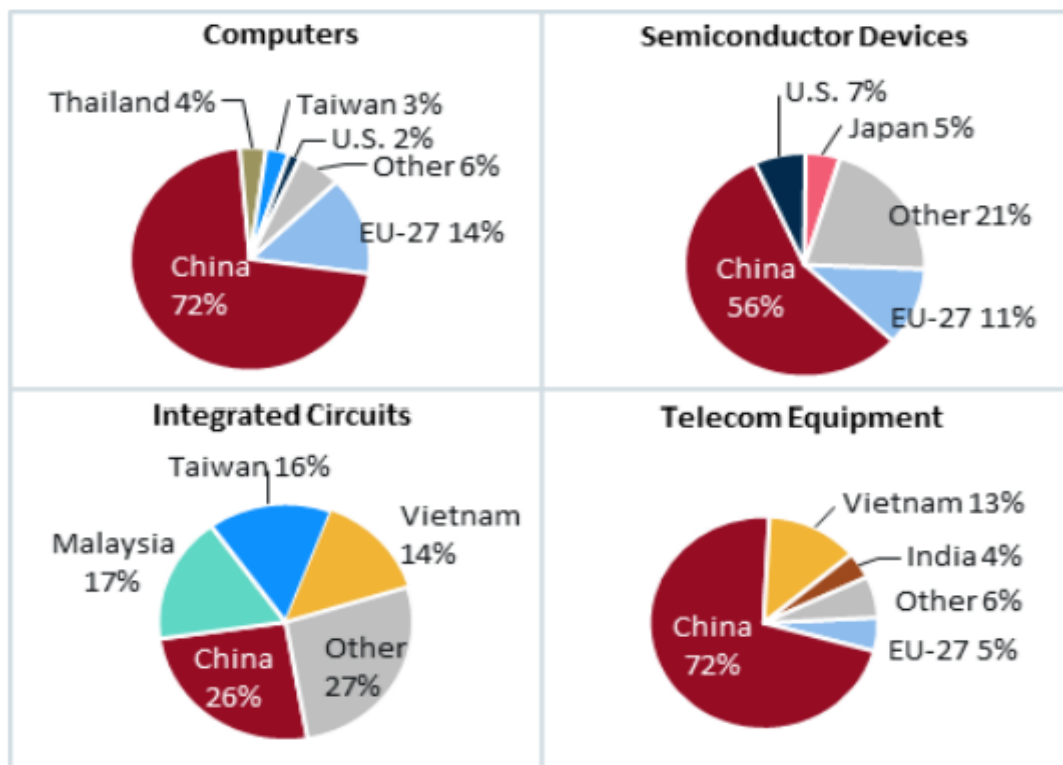 Computers
Thailand 4%
Taiwan 3%
U.S. 2%
Other 6%
EU-27 14%
China
72%
Semiconductor Devices
U.S. 7%
Japan 5%
Other 21%
EU-27 11%
China
56%
Integrated Circuits
Taiwan 16%
Vietnam
14%
Malaysia
17%
Other
27%
China
26%
Telecom Equipment
Vietnam 13%
India 4%
Other 6%
EU-27 5%
China
72%